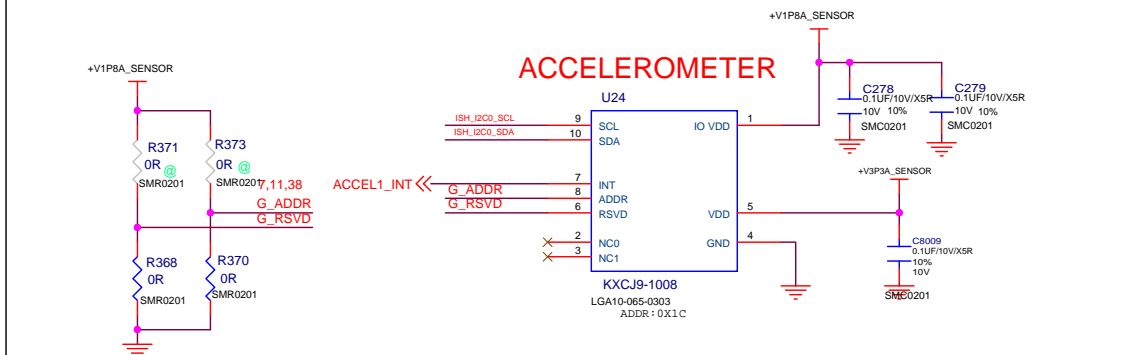 +V1P8A_SENSOR
+V1P8A_SENSOR
ACCELEROMETER
U24
C278
0.1UF/10V/X5R
10V 10%
SMC0201
C279
0.1UF/10V/X5R
10V 10%
SMC0201
R371
0R
@
SMR0201
R373
0R
@
SMR0201
7,11,38
G_ADDR
G_RSVD
R368
0R
SMR0201
R370
0R
SMR0201
ISH_I2C0_SCL
ISH_I2C0_SDA
ACCEL1_INT
G_ADDR
G_RSVD
9 SCL
10 SDA
7 INT
8 ADDR
6 RSVD
2 NC0
3 NC1
IO VDD 1
VDD 5
GND 4
KXCJ9-1008
LGA10-065-0303
ADDR:0X1C
+V3P3A_SENSOR
C8009
0.1UF/10V/X5R
10%
10V
SMC0201